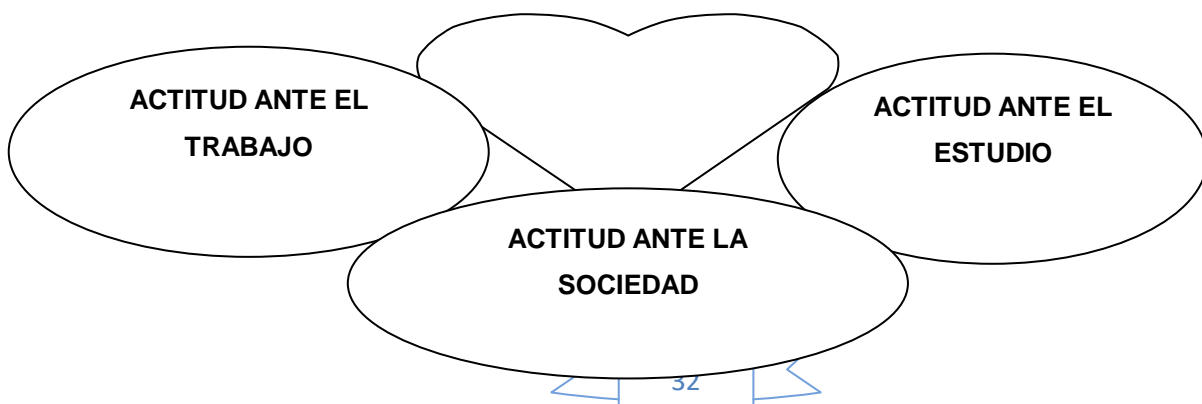 ACTITUD ANTE EL
TRABAJO
ACTITUD ANTE EL
ESTUDIO
ACTITUD ANTE LA
SOCIEDAD
32